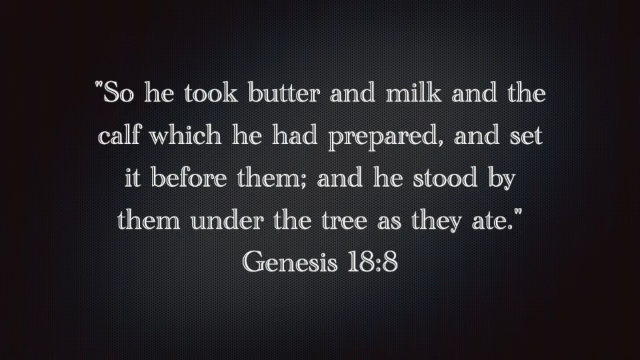 "So he took butter and milk and the
calf which he had prepared, and set
it before them; and he stood by
them under the tree as they ate."
Genesis 18:8